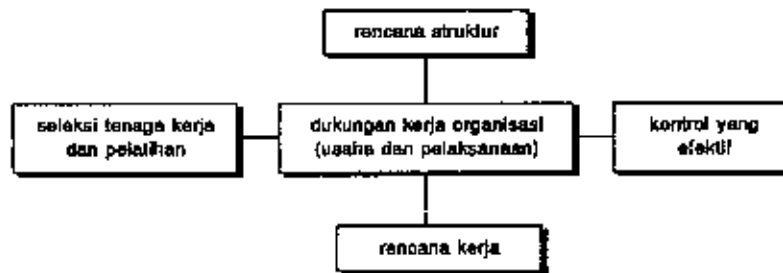 rencana struktur
seleksi tenaga kerja
dan pelatihan
dukungan kerja organisasi
(usaha dan pelaksanaan)
kontrol yang
efektif
rencana kerja